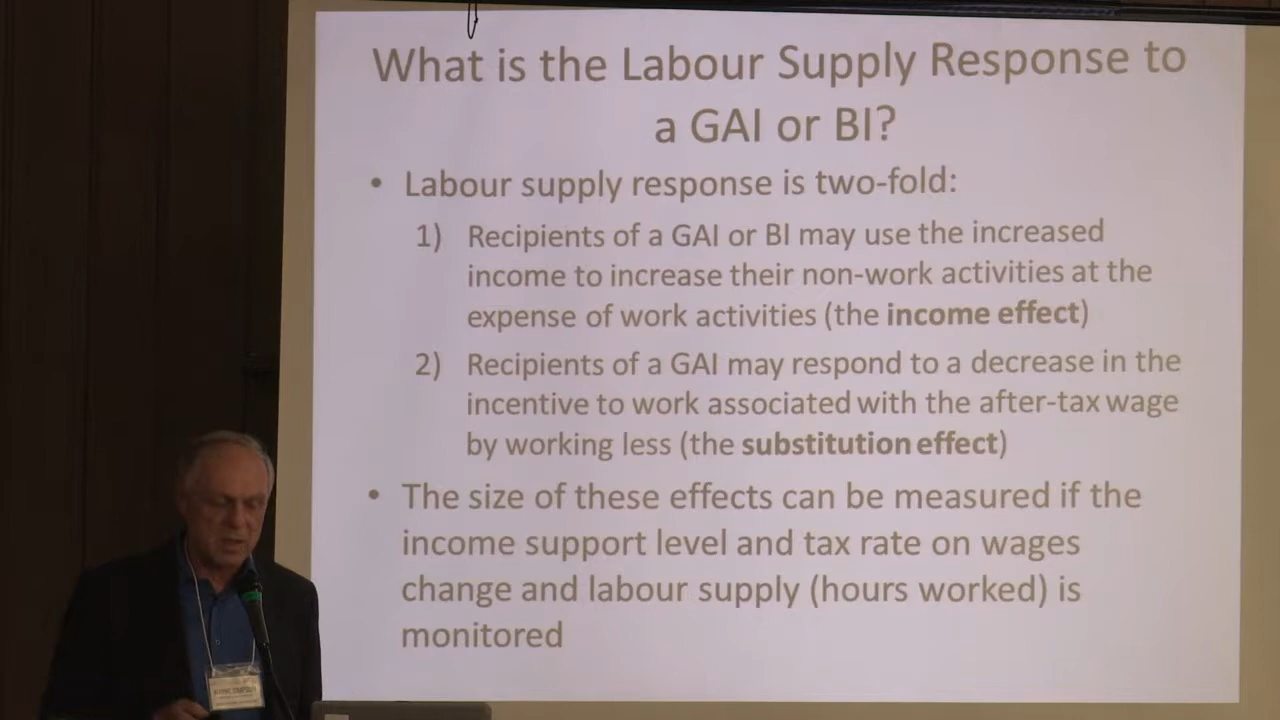 What is the Labour Supply Response to
a GAI or BI?
• Labour supply response is two-fold:
1) Recipients of a GAI or BI may use the increased
income to increase their non-work activities at the
expense of work activities (the income effect)
2) Recipients of a GAI may respond to a decrease in the
incentive to work associated with the after-tax wage
by working less (the substitution effect)
• The size of these effects can be measured if the
income support level and tax rate on wages
change and labour supply (hours worked) is
monitored